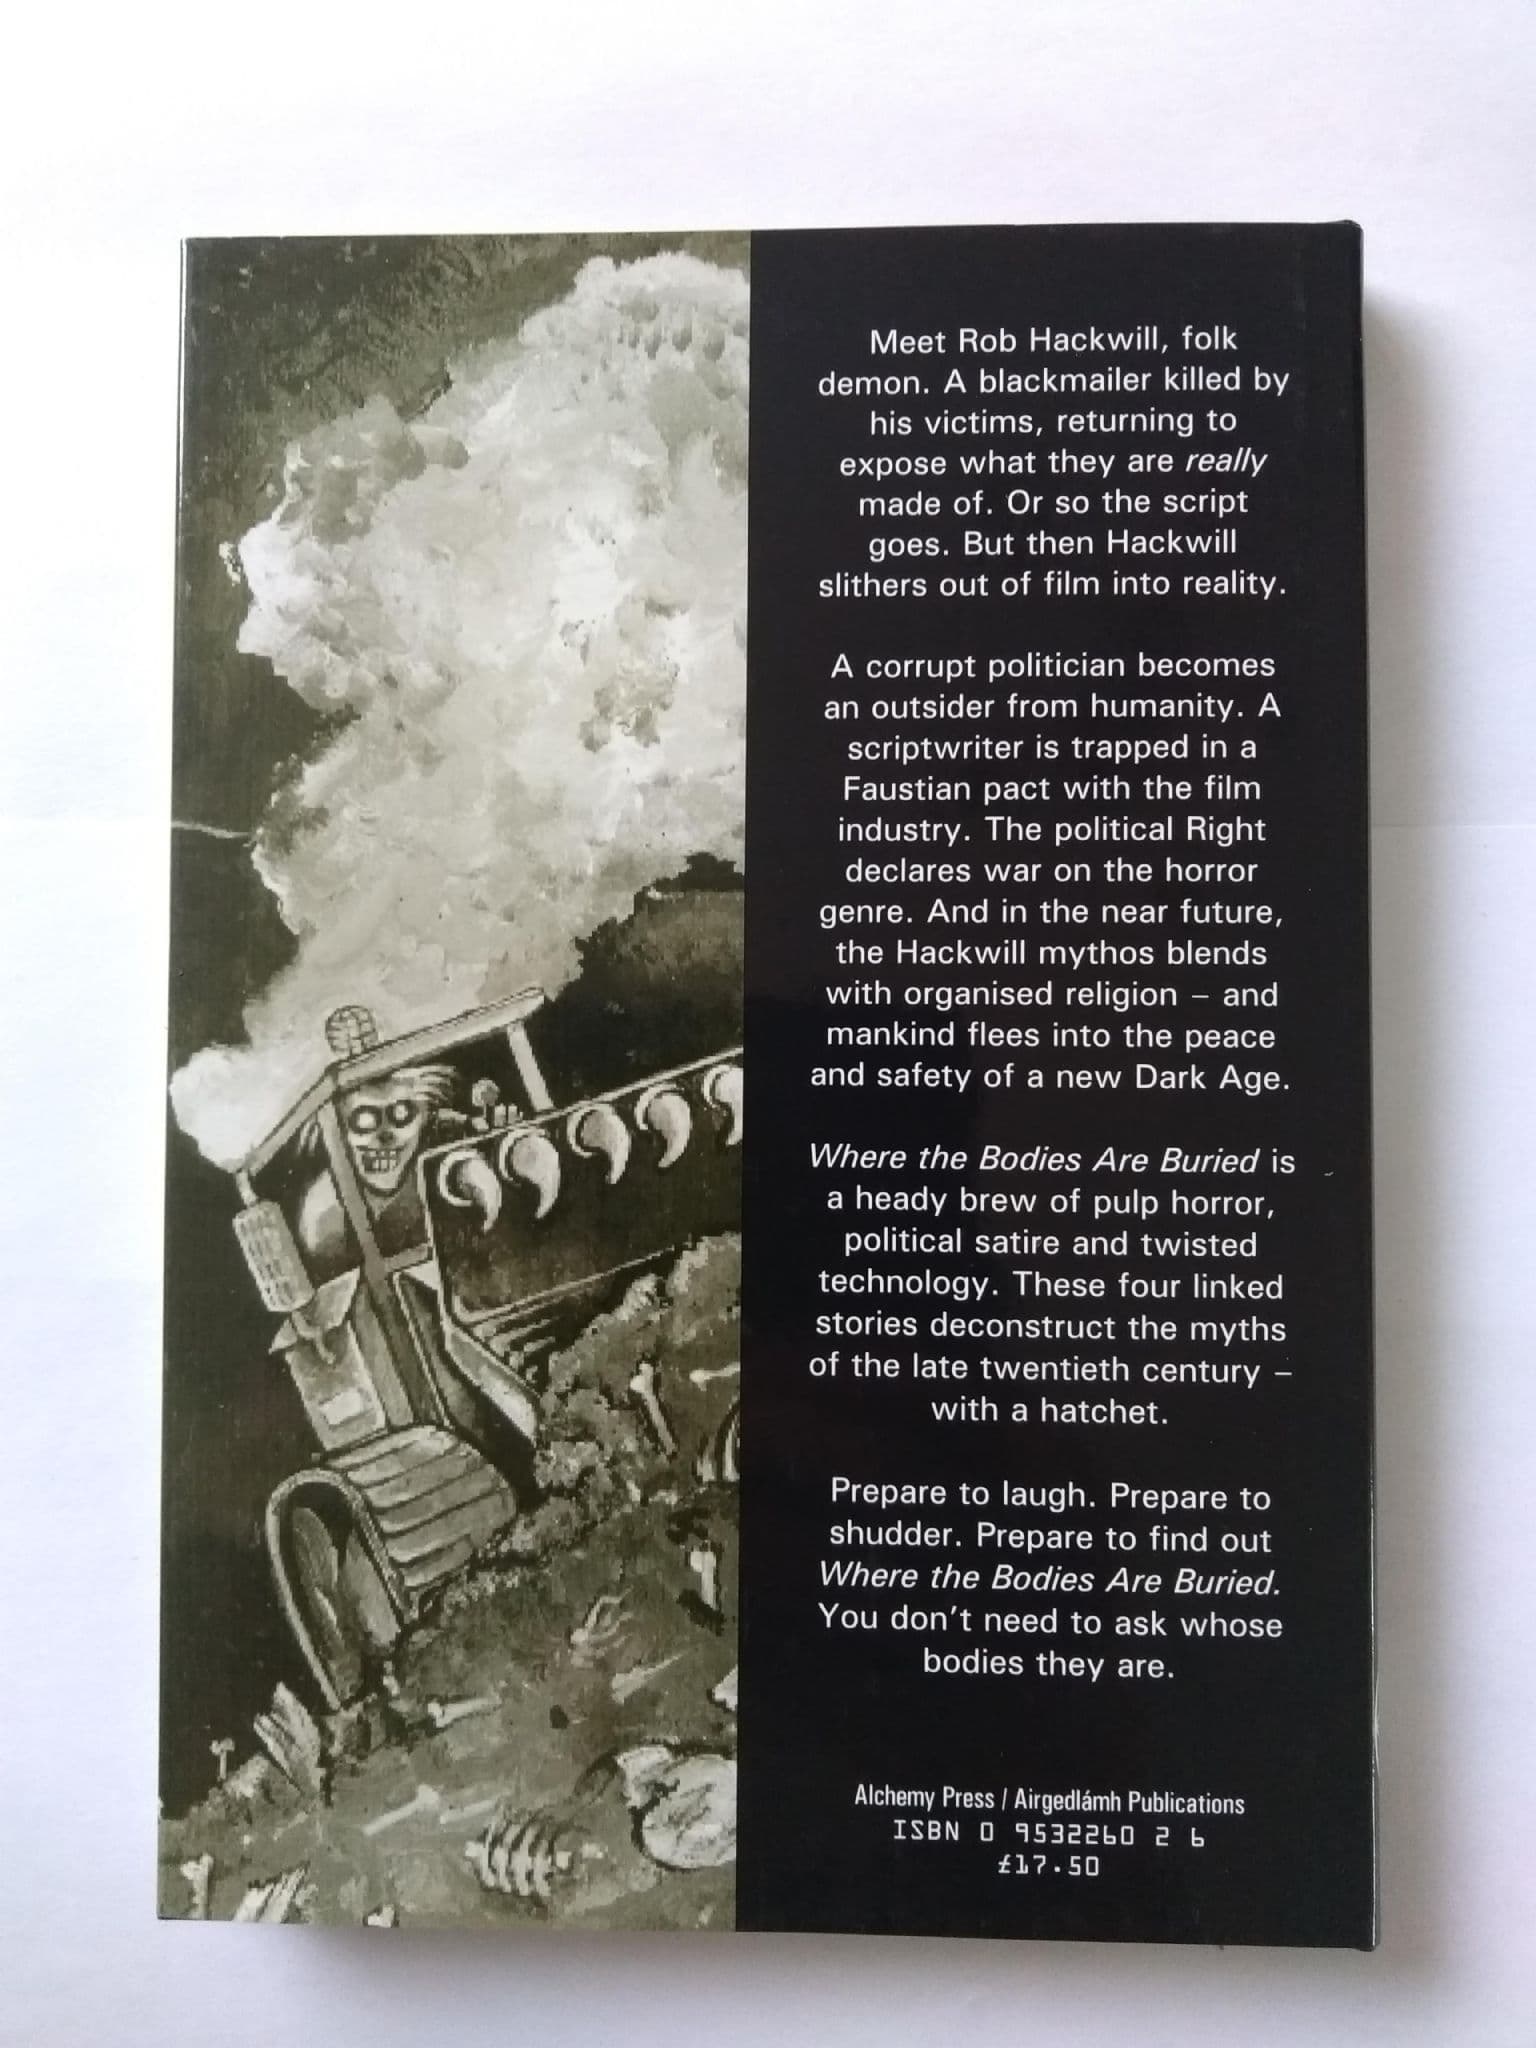 Meet Rob Hackwill, folk
demon. A blackmailer killed by
his victims, returning to
expose what they are really
made of. Or so the script
goes. But then Hackwill
slithers out of film into reality.
A corrupt politician becomes
an outsider from humanity. A
scriptwriter is trapped in a
Faustian pact with the film
industry. The political Right
declares war on the horror
genre. And in the near future,
the Hackwill mythos blends
with organised religion – and
mankind flees into the peace
and safety of a new Dark Age.
Where the Bodies Are Buried is
a heady brew of pulp horror,
political satire and twisted
technology. These four linked
stories deconstruct the myths
of the late twentieth century –
with a hatchet.
Prepare to laugh. Prepare to
shudder. Prepare to find out
Where the Bodies Are Buried.
You don't need to ask whose
bodies they are.
Alchemy Press / Airgedlámh Publications
ISBN 0 9532260 2 6
£17.50